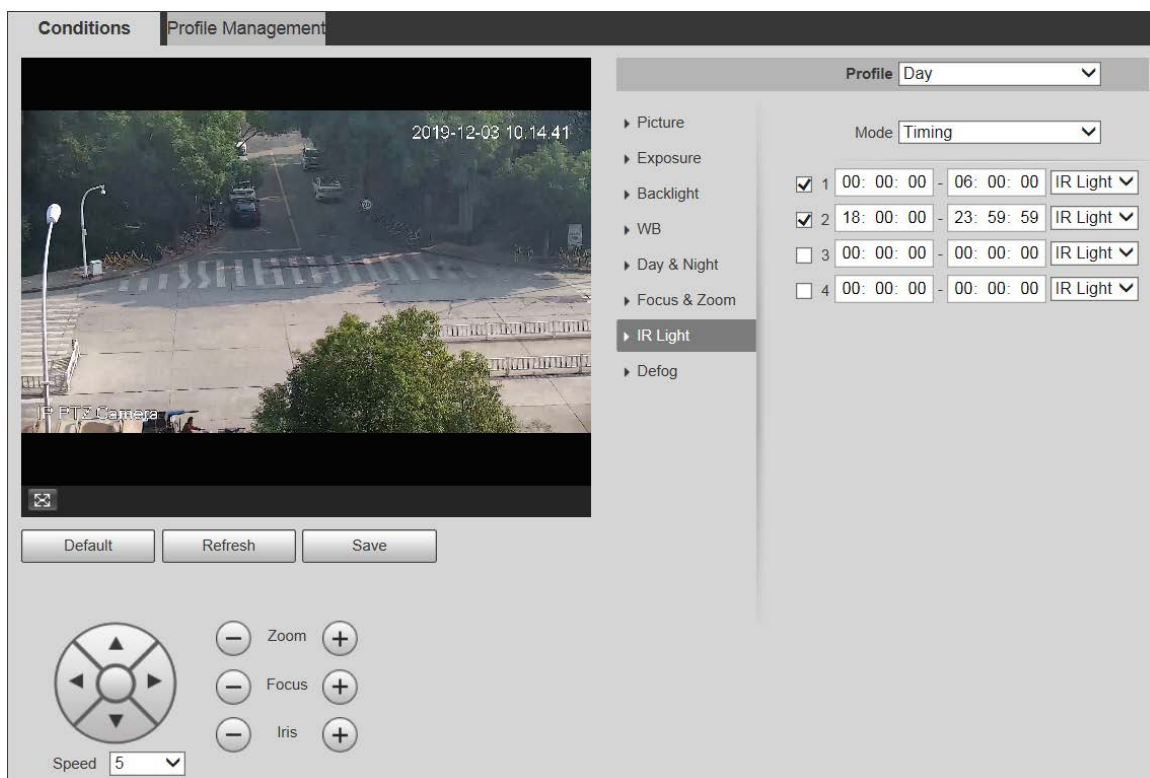 Conditions
Profile Management
2019-12-03 10:14:41
IP PTZ Camera
Default
Refresh
Save
Zoom
Focus
Iris
Speed 5
Profile Day
Picture
Exposure
Backlight
WB
Day & Night
Focus & Zoom
IR Light
Defog
Mode Timing
1 00: 00: 00 - 06: 00: 00 IR Light
2 18: 00: 00 - 23: 59: 59 IR Light
3 00: 00: 00 - 00: 00: 00 IR Light
4 00: 00: 00 - 00: 00: 00 IR Light